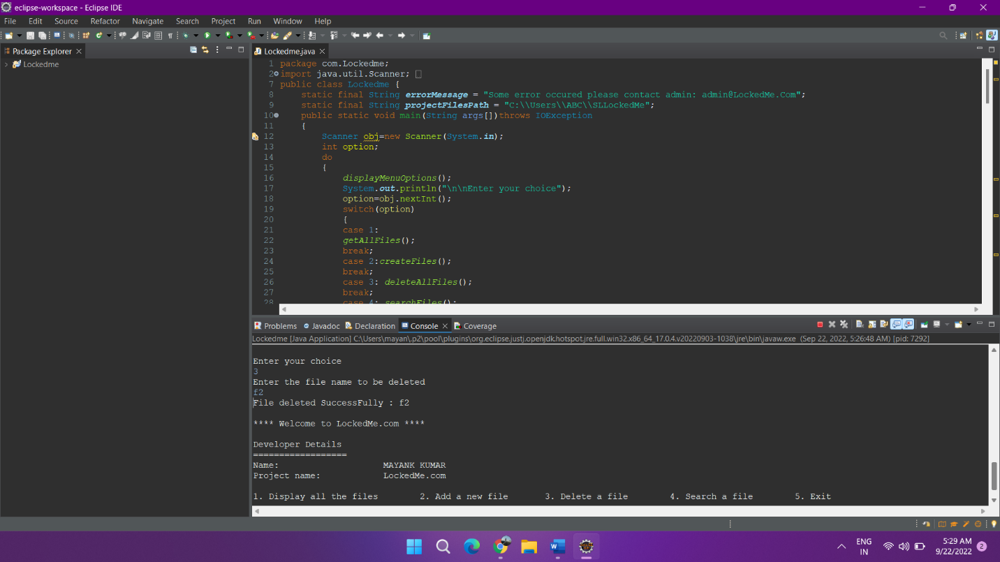 eclipse-workspace - Eclipse IDE
File Edit Source Refactor Navigate Search Project Run Window Help
Package Explorer
Lockedme
Lockedme.java
1 package com.Lockedme;
2 import java.util.Scanner;
7 public class Lockedme {
8 static final String errorMessage = "Some error occured please contact admin: admin@LockedMe.Com";
9 static final String projectFilesPath = "C:\\Users\\ABC\\SLLockedMe";
10 public static void main(String args[])throws IOException
11 {
12 Scanner obj=new Scanner(System.in);
13 int option;
14 do
15 {
16 displayMenuOptions();
17 System.out.println("\n\nEnter your choice");
18 option=obj.nextInt();
19 switch(option)
20 {
21 case 1:
22 getAllFiles();
23 break;
24 case 2:createFiles();
25 break;
26 case 3: deleteAllFiles();
27 break;
28 case 4: searchFiles();
Problems Javadoc Declaration Console Coverage
Lockedme [Java Application] C:\Users\mayan\.p2\pool\plugins\org.eclipse.justj.openjdk.hotspot.jre.full.win32.x86_64_17.0.4.v20220903-1038\jre\bin\javaw.exe (Sep 22, 2022, 5:26:48 AM) [pid: 7292]
Enter your choice
3
Enter the file name to be deleted
f2
File deleted SuccessFully : f2
**** Welcome to LockedMe.com ****
Developer Details
==================
Name: MAYANK KUMAR
Project name: LockedMe.com
1. Display all the files 2. Add a new file 3. Delete a file 4. Search a file 5. Exit
ENG
IN
5:29 AM
9/22/2022
2